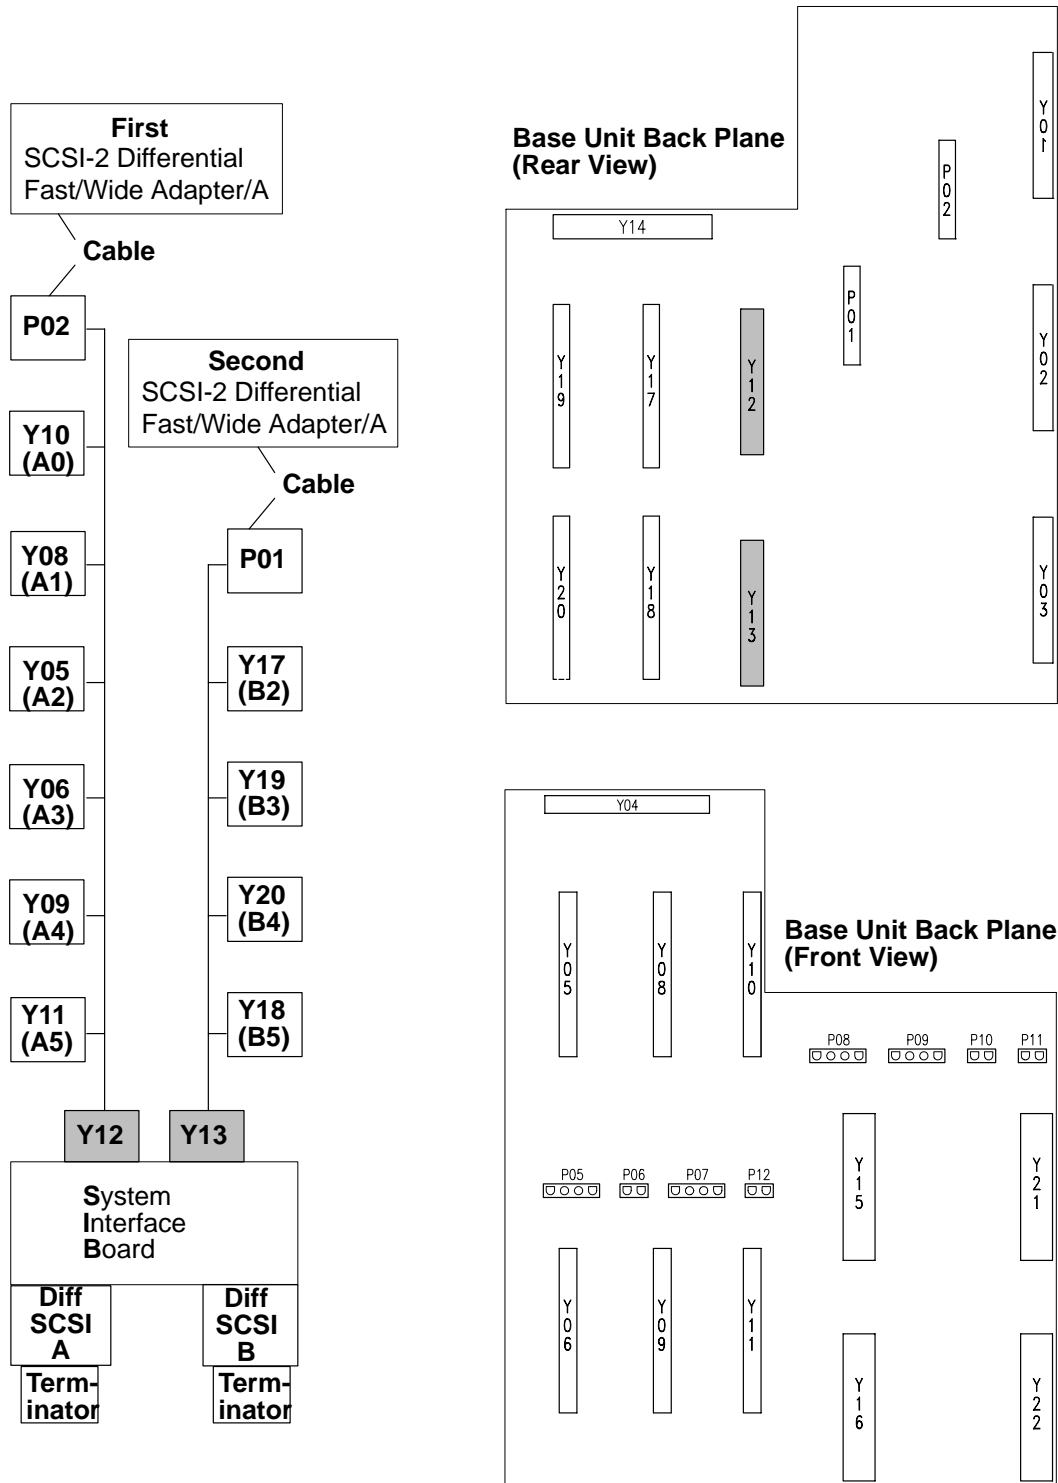 First
SCSI-2 Differential
Fast/Wide Adapter/A
Cable
P02
Y10
(A0)
Y08
(A1)
Y05
(A2)
Y06
(A3)
Y09
(A4)
Y11
(A5)
Second
SCSI-2 Differential
Fast/Wide Adapter/A
Cable
P01
Y17
(B2)
Y19
(B3)
Y20
(B4)
Y18
(B5)
Y12
Y13
System
Interface
Board
Diff
SCSI
A
Diff
SCSI
B
Term-
inator
Term-
inator
Base Unit Back Plane
(Rear View)
Y14
Y01
P02
P01
Y02
Y19
Y17
Y12
Y20
Y18
Y13
Y03
Y04
Y05
Y08
Y10
Base Unit Back Plane
(Front View)
P08
P09
P10
P11
P05
P06
P07
P12
Y15
Y21
Y06
Y09
Y11
Y16
Y22